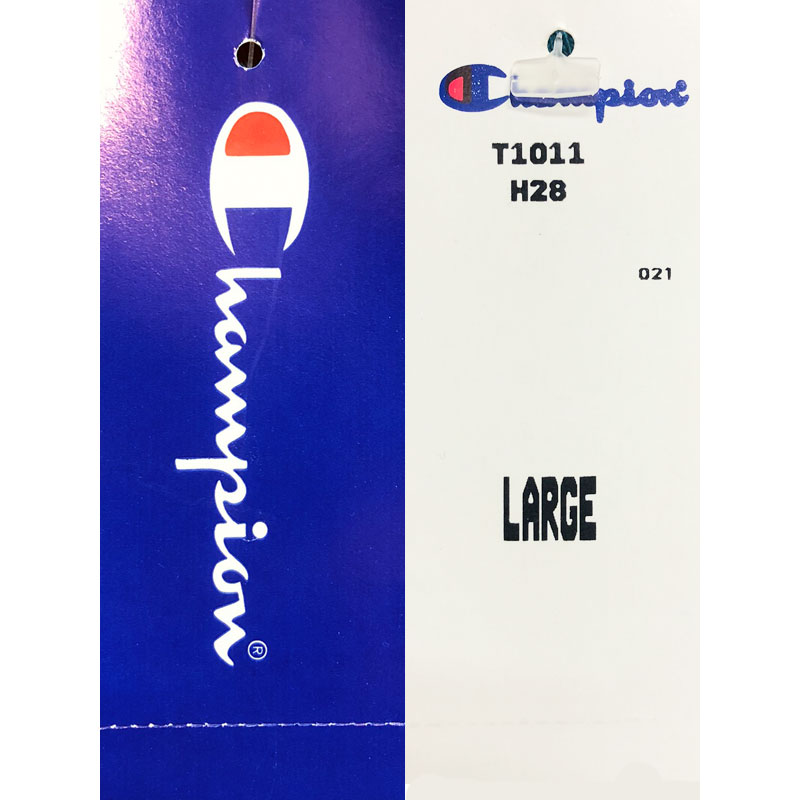 Champion®
Champion
T1011
H28
021
LARGE